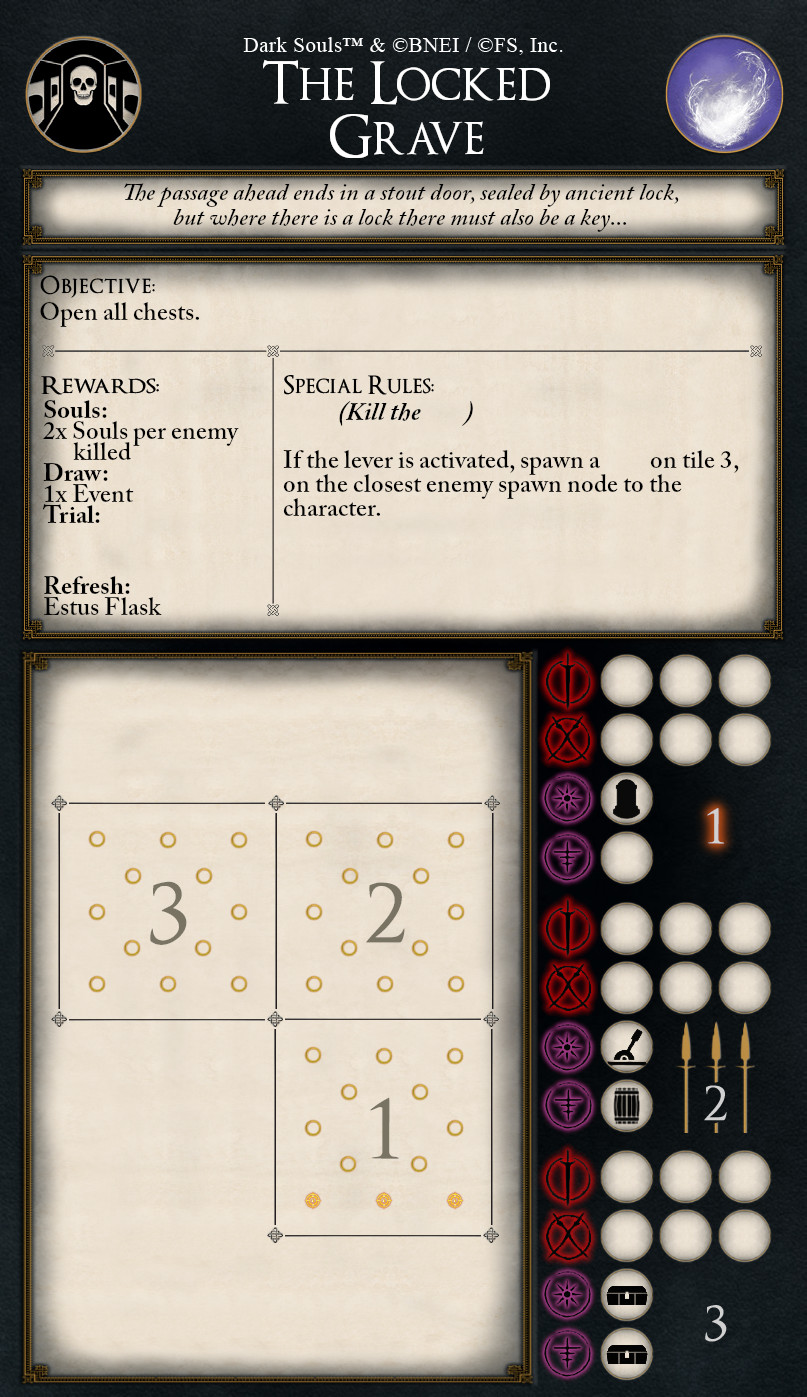 Dark Souls™ & ©BNEI / ©FS, Inc.
The Locked
Grave
The passage ahead ends in a stout door, sealed by ancient lock,
but where there is a lock there must also be a key...
Objective:
Open all chests.
Rewards:
Souls:
2x Souls per enemy
killed
Draw:
1x Event
Trial:
Refresh:
Estus Flask
Special Rules:
(Kill the )
If the lever is activated, spawn a on tile 3,
on the closest enemy spawn node to the
character.
3
2
1
1
2
3